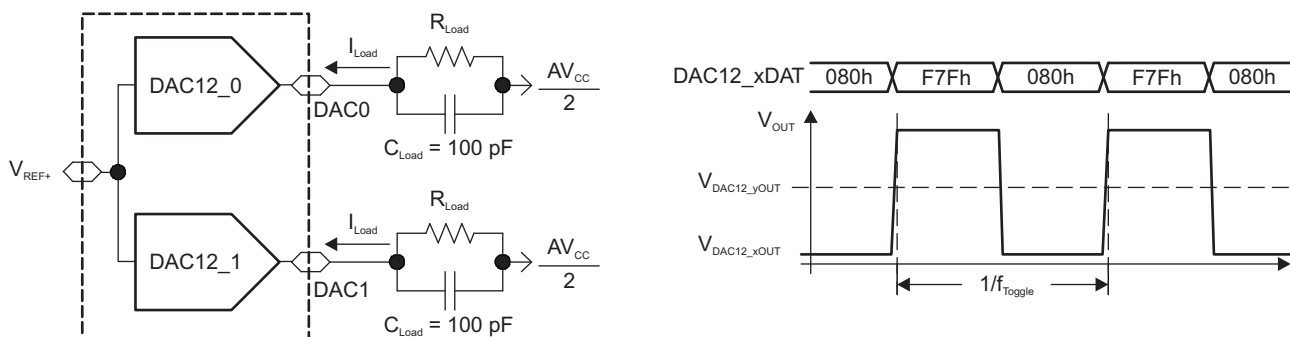 R_Load
I_Load
DAC12_0
DAC0
AV_CC
2
C_Load = 100 pF
V_REF+
R_Load
I_Load
DAC12_1
DAC1
AV_CC
2
C_Load = 100 pF
DAC12_xDAT 080h F7Fh 080h F7Fh 080h
V_OUT
V_DAC12_yOUT
V_DAC12_xOUT
1/f_Toggle